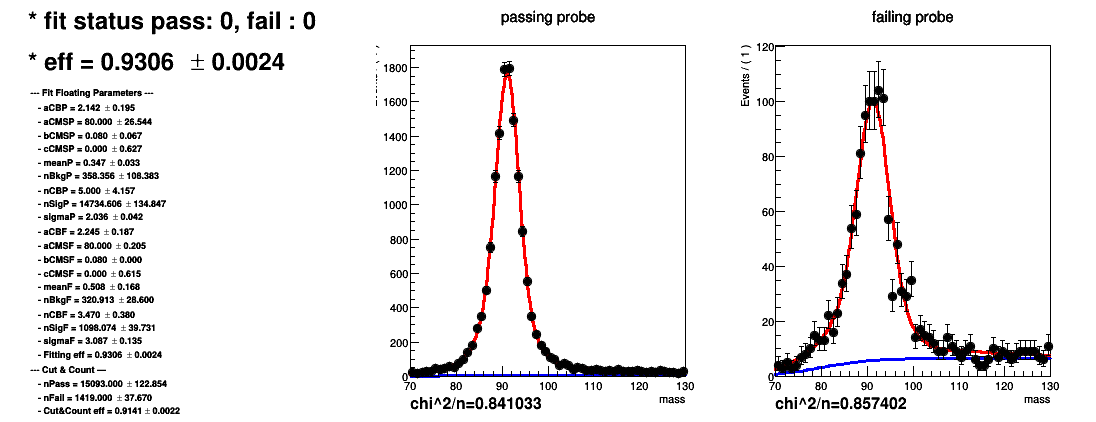 * fit status pass: 0, fail : 0
* eff = 0.9306 ± 0.0024
--- Fit Floating Parameters ---
- aCBP = 2.142 ± 0.195
- aCMSP = 80.000 ± 26.544
- bCMSP = 0.080 ± 0.067
- cCMSP = 0.000 ± 0.627
- meanP = 0.347 ± 0.033
- nBkgP = 358.356 ± 108.383
- nCBP = 5.000 ± 4.157
- nSigP = 14734.606 ± 134.847
- sigmaP = 2.036 ± 0.042
- aCBF = 2.245 ± 0.187
- aCMSF = 80.000 ± 0.205
- bCMSF = 0.080 ± 0.000
- cCMSF = 0.000 ± 0.615
- meanF = 0.508 ± 0.168
- nBkgF = 320.913 ± 28.600
- nCBF = 3.470 ± 0.380
- nSigF = 1098.074 ± 39.731
- sigmaF = 3.087 ± 0.135
- Fitting eff = 0.9306 ± 0.0024
--- Cut & Count ---
- nPass = 15093.000 ± 122.854
- nFail = 1419.000 ± 37.670
- Cut&Count eff = 0.9141 ± 0.0022
passing probe
1800
1600
1400
1200
1000
800
600
400
200
0
70 80 90 100 110 120 130
mass
chi^2/n=0.841033
failing probe
Events / ( 1 )
120
100
80
60
40
20
0
70 80 90 100 110 120 130
mass
chi^2/n=0.857402